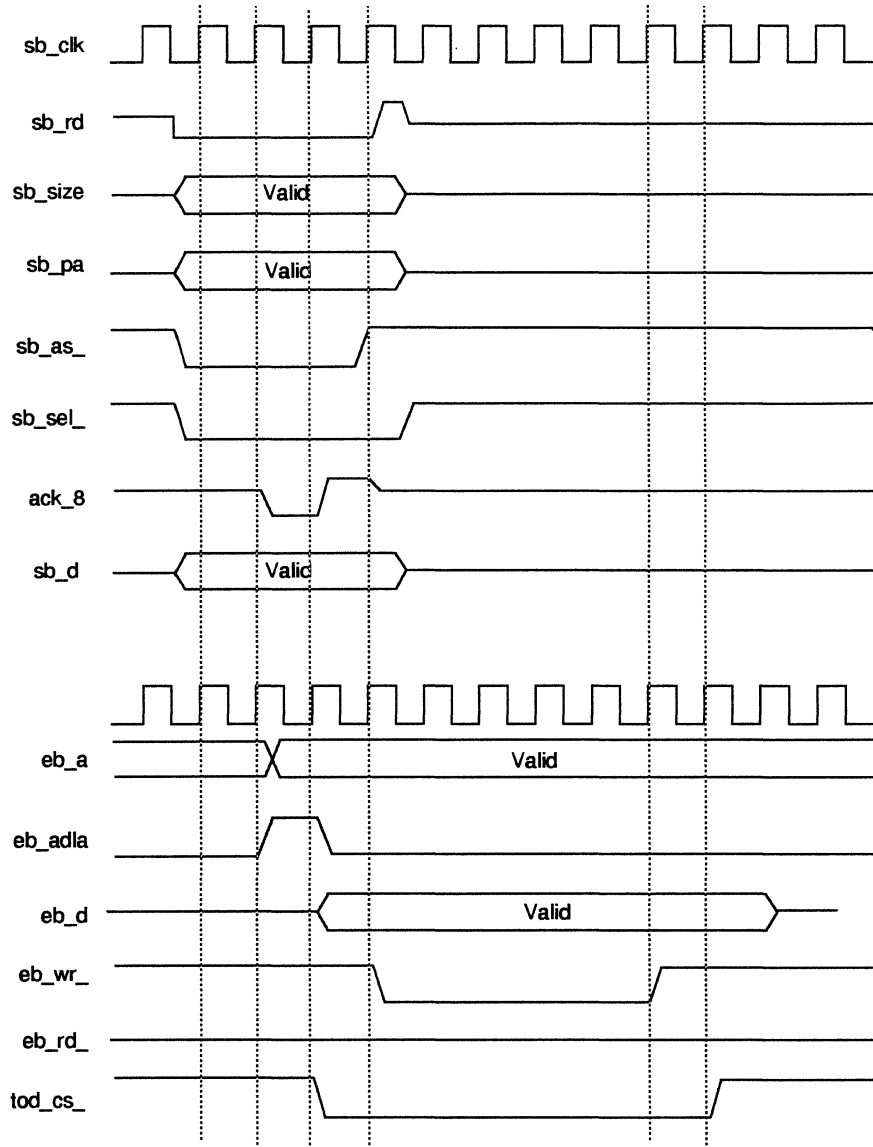 sb_clk
sb_rd
sb_size Valid
sb_pa Valid
sb_as_
sb_sel_
ack_8
sb_d Valid
eb_a Valid
eb_adla
eb_d Valid
eb_wr_
eb_rd_
tod_cs_